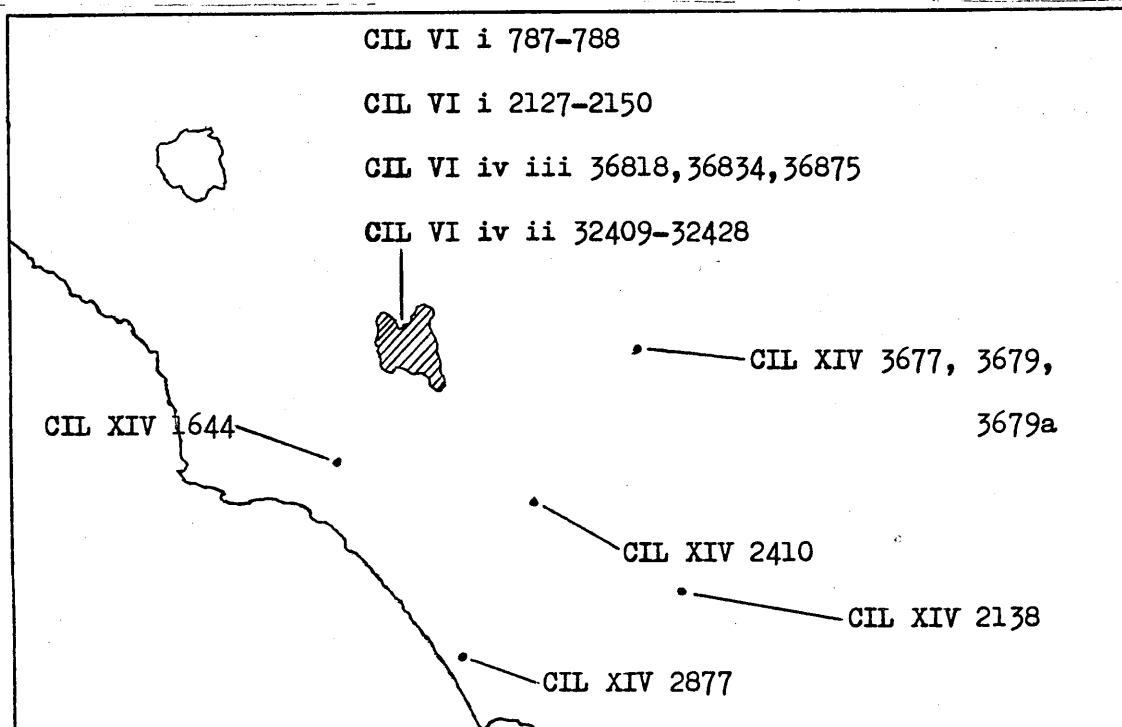 CIL VI i 787-788
CIL VI i 2127-2150
CIL VI iv iii 36818,36834,36875
CIL VI iv ii 32409-32428
CIL XIV 3677, 3679,
3679a
CIL XIV 1644
CIL XIV 2410
CIL XIV 2138
CIL XIV 2877